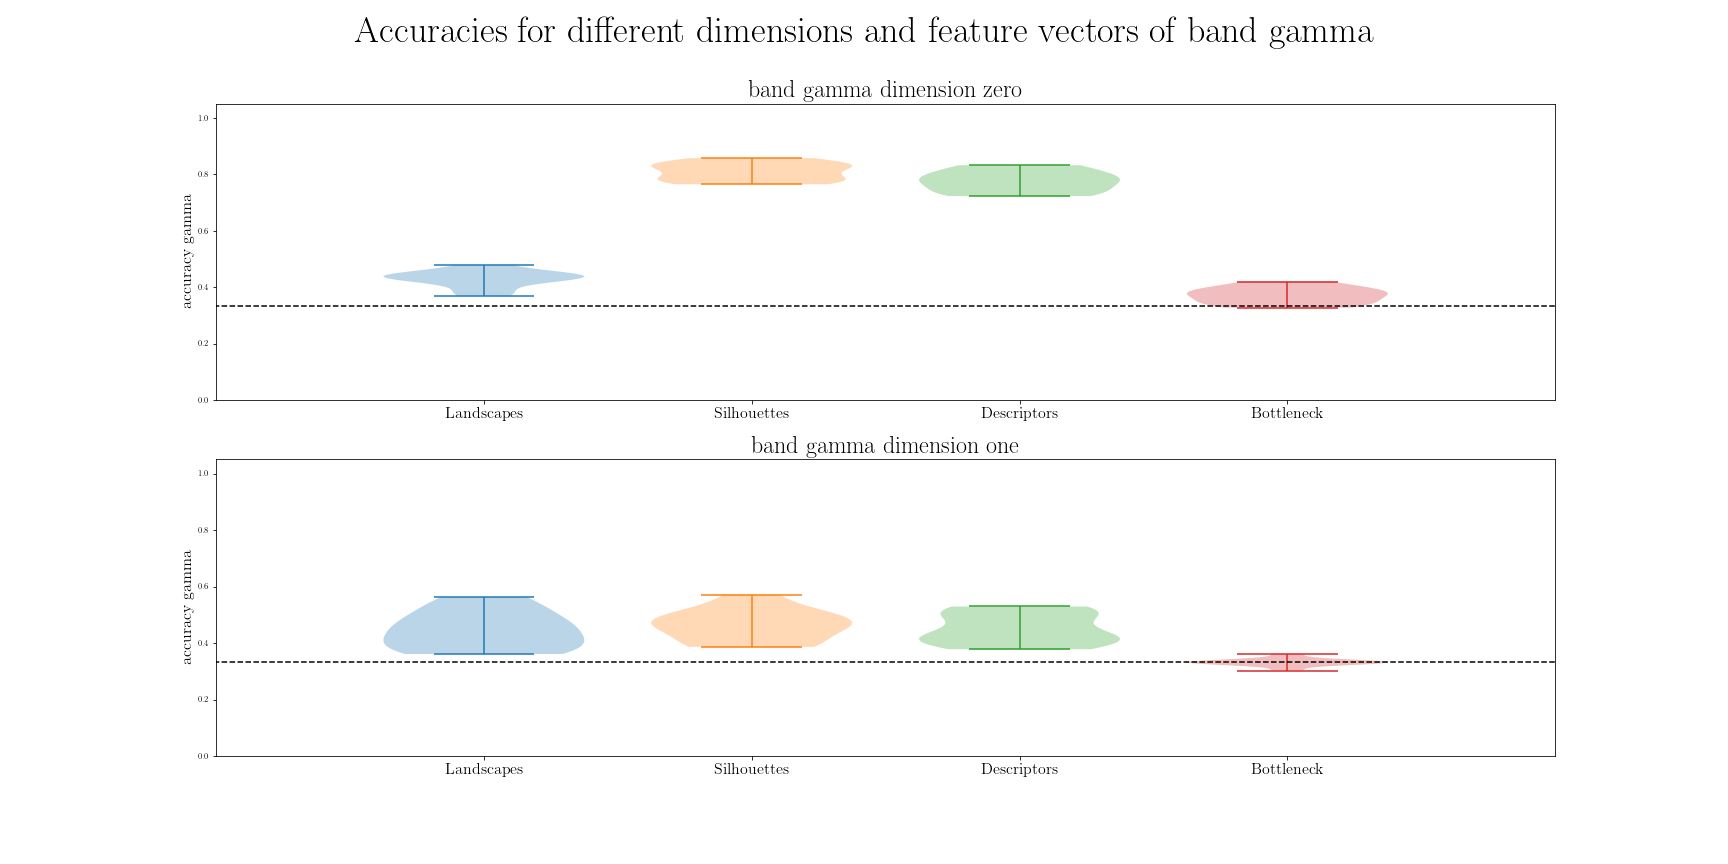 Accuracies for different dimensions and feature vectors of band gamma
band gamma dimension zero
accuracy gamma
1.0
0.8
0.6
0.4
0.2
0.0
Landscapes Silhouettes Descriptors Bottleneck
band gamma dimension one
accuracy gamma
1.0
0.8
0.6
0.4
0.2
0.0
Landscapes Silhouettes Descriptors Bottleneck